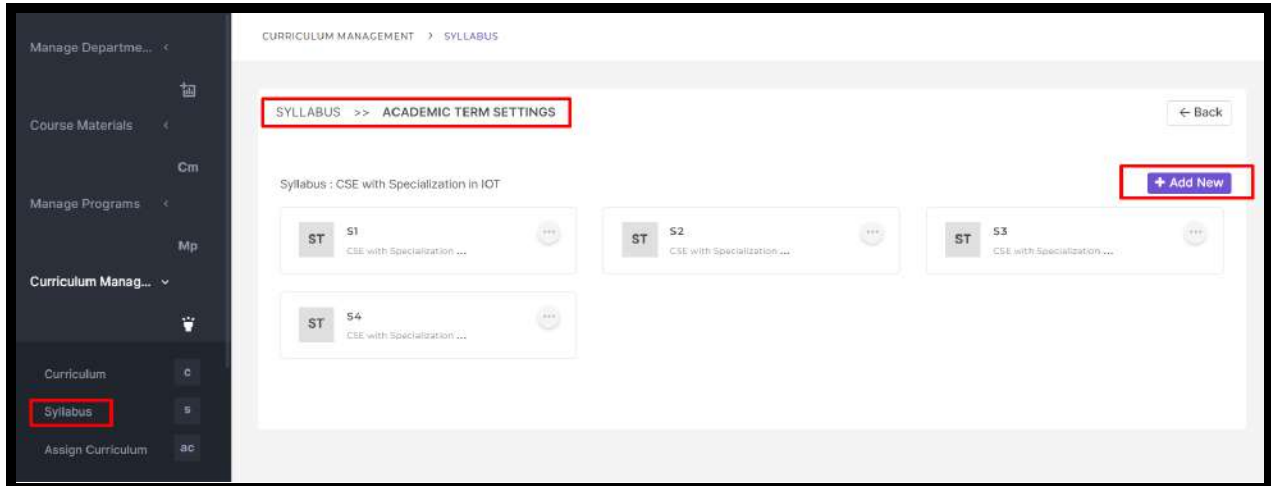 Manage Departme...
Course Materials
Cm
Manage Programs
Mp
Curriculum Manag...
Curriculum
c
Syllabus
s
Assign Curriculum
ac
CURRICULUM MANAGEMENT > SYLLABUS
SYLLABUS >> ACADEMIC TERM SETTINGS
← Back
Syllabus : CSE with Specialization in IOT
+ Add New
ST
S1
CSE with Specialization ...
ST
S2
CSE with Specialization ...
ST
S3
CSE with Specialization ...
ST
S4
CSE with Specialization ...